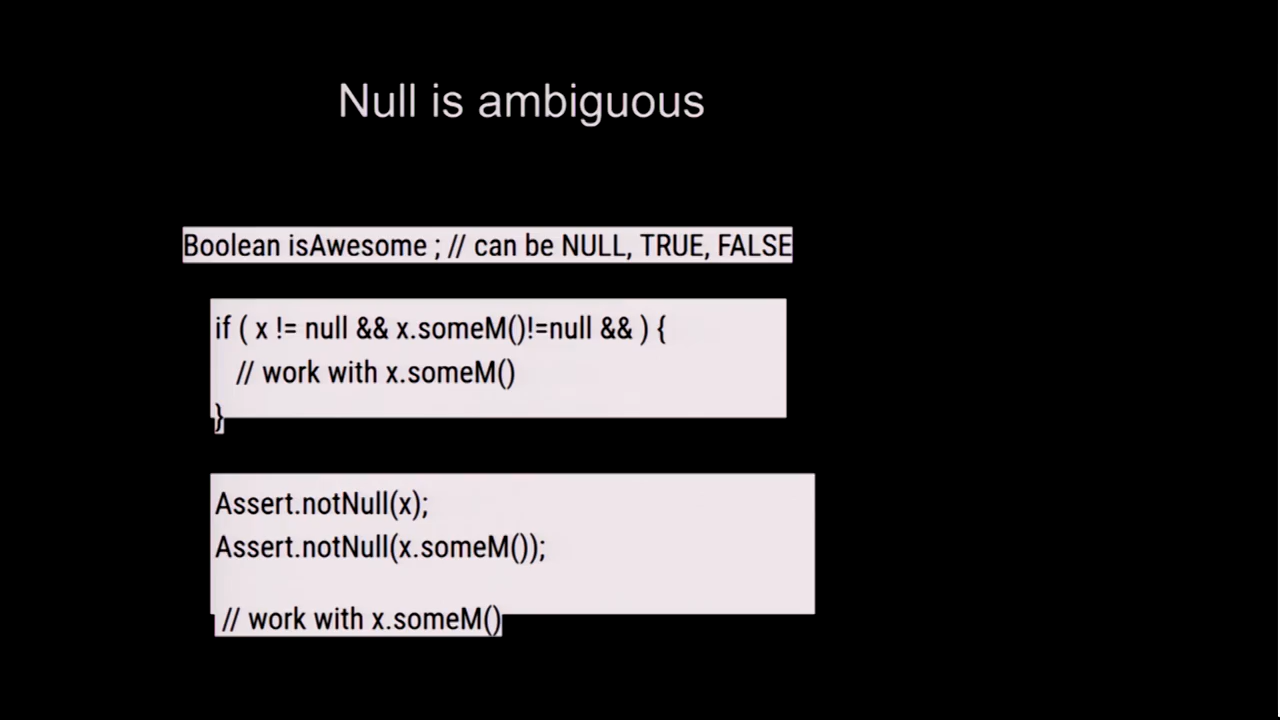 Null is ambiguous
Boolean isAwesome ; // can be NULL, TRUE, FALSE
if ( x != null && x.someM()!=null && ) {
// work with x.someM()
}
Assert.notNull(x);
Assert.notNull(x.someM());
// work with x.someM()